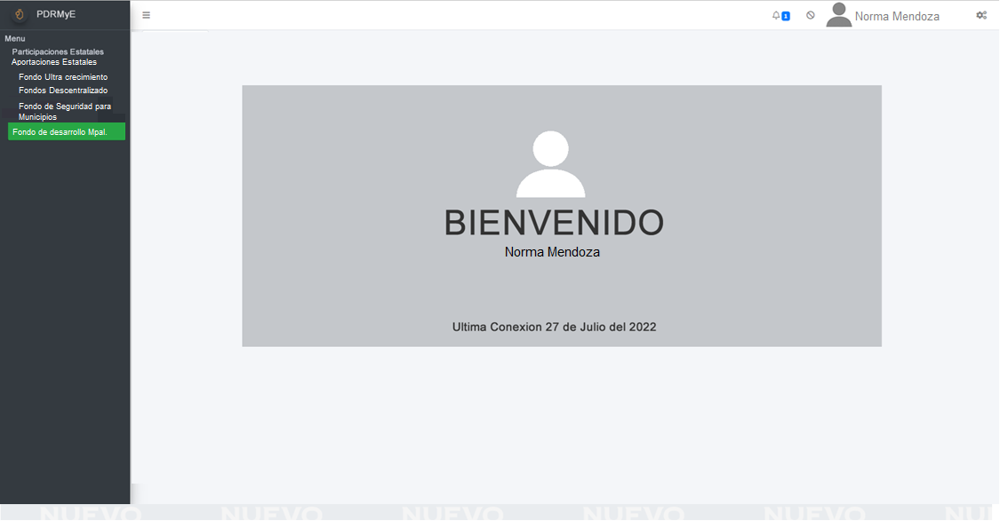 PDRMyE
1
Norma Mendoza
Menu
Participaciones Estatales
Aportaciones Estatales
Fondo Ultra crecimiento
Fondos Descentralizado
Fondo de Seguridad para
Municipios
Fondo de desarrollo Mpal.
BIENVENIDO
Norma Mendoza
Ultima Conexion 27 de Julio del 2022
NUEVO NUEVO NUEVO NUEVO NUEVO NU